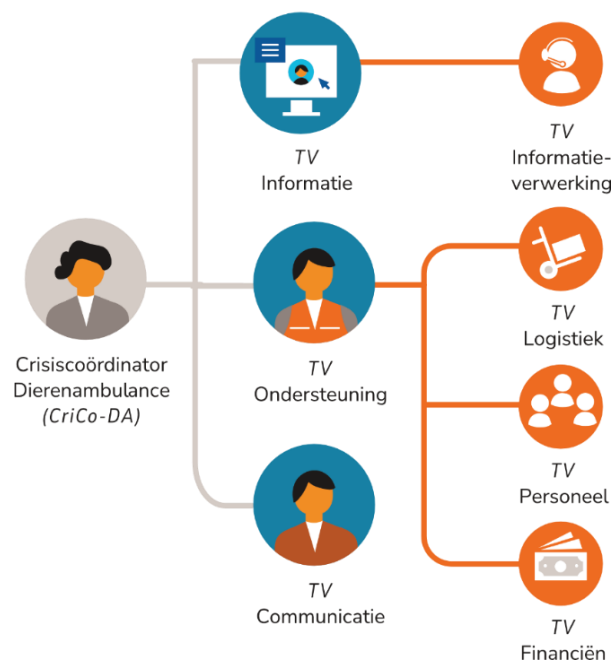 TV
Informatie
TV
Informatie-
verwerking
Crisiscoördinator
Dierenambulance
(CriCo-DA)
TV
Ondersteuning
TV
Logistiek
TV
Personeel
TV
Communicatie
TV
Financiën